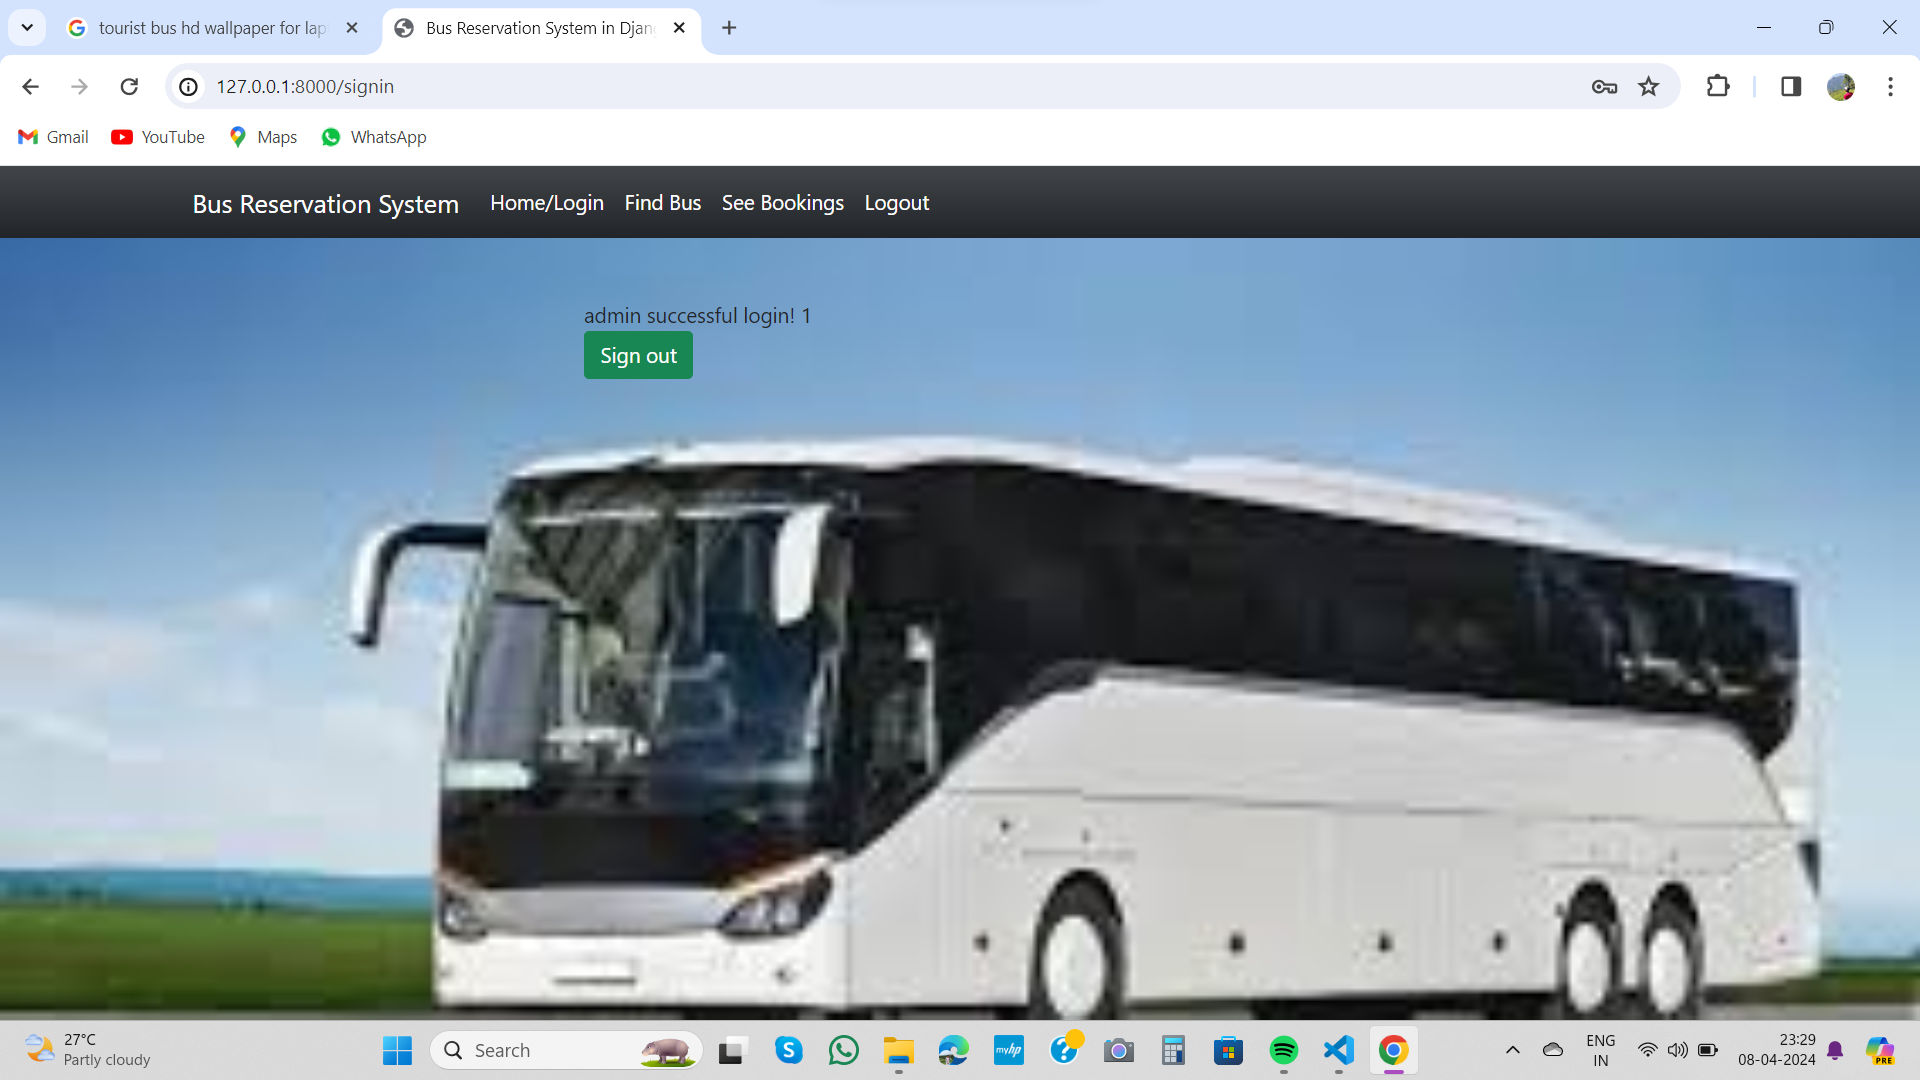 tourist bus hd wallpaper for lap
Bus Reservation System in Djan
127.0.0.1:8000/signin
Gmail
YouTube
Maps
WhatsApp
Bus Reservation System
Home/Login
Find Bus
See Bookings
Logout
admin successful login! 1
Sign out
27°C
Partly cloudy
Search
myhp
ENG
IN
23:29
08-04-2024
PRE